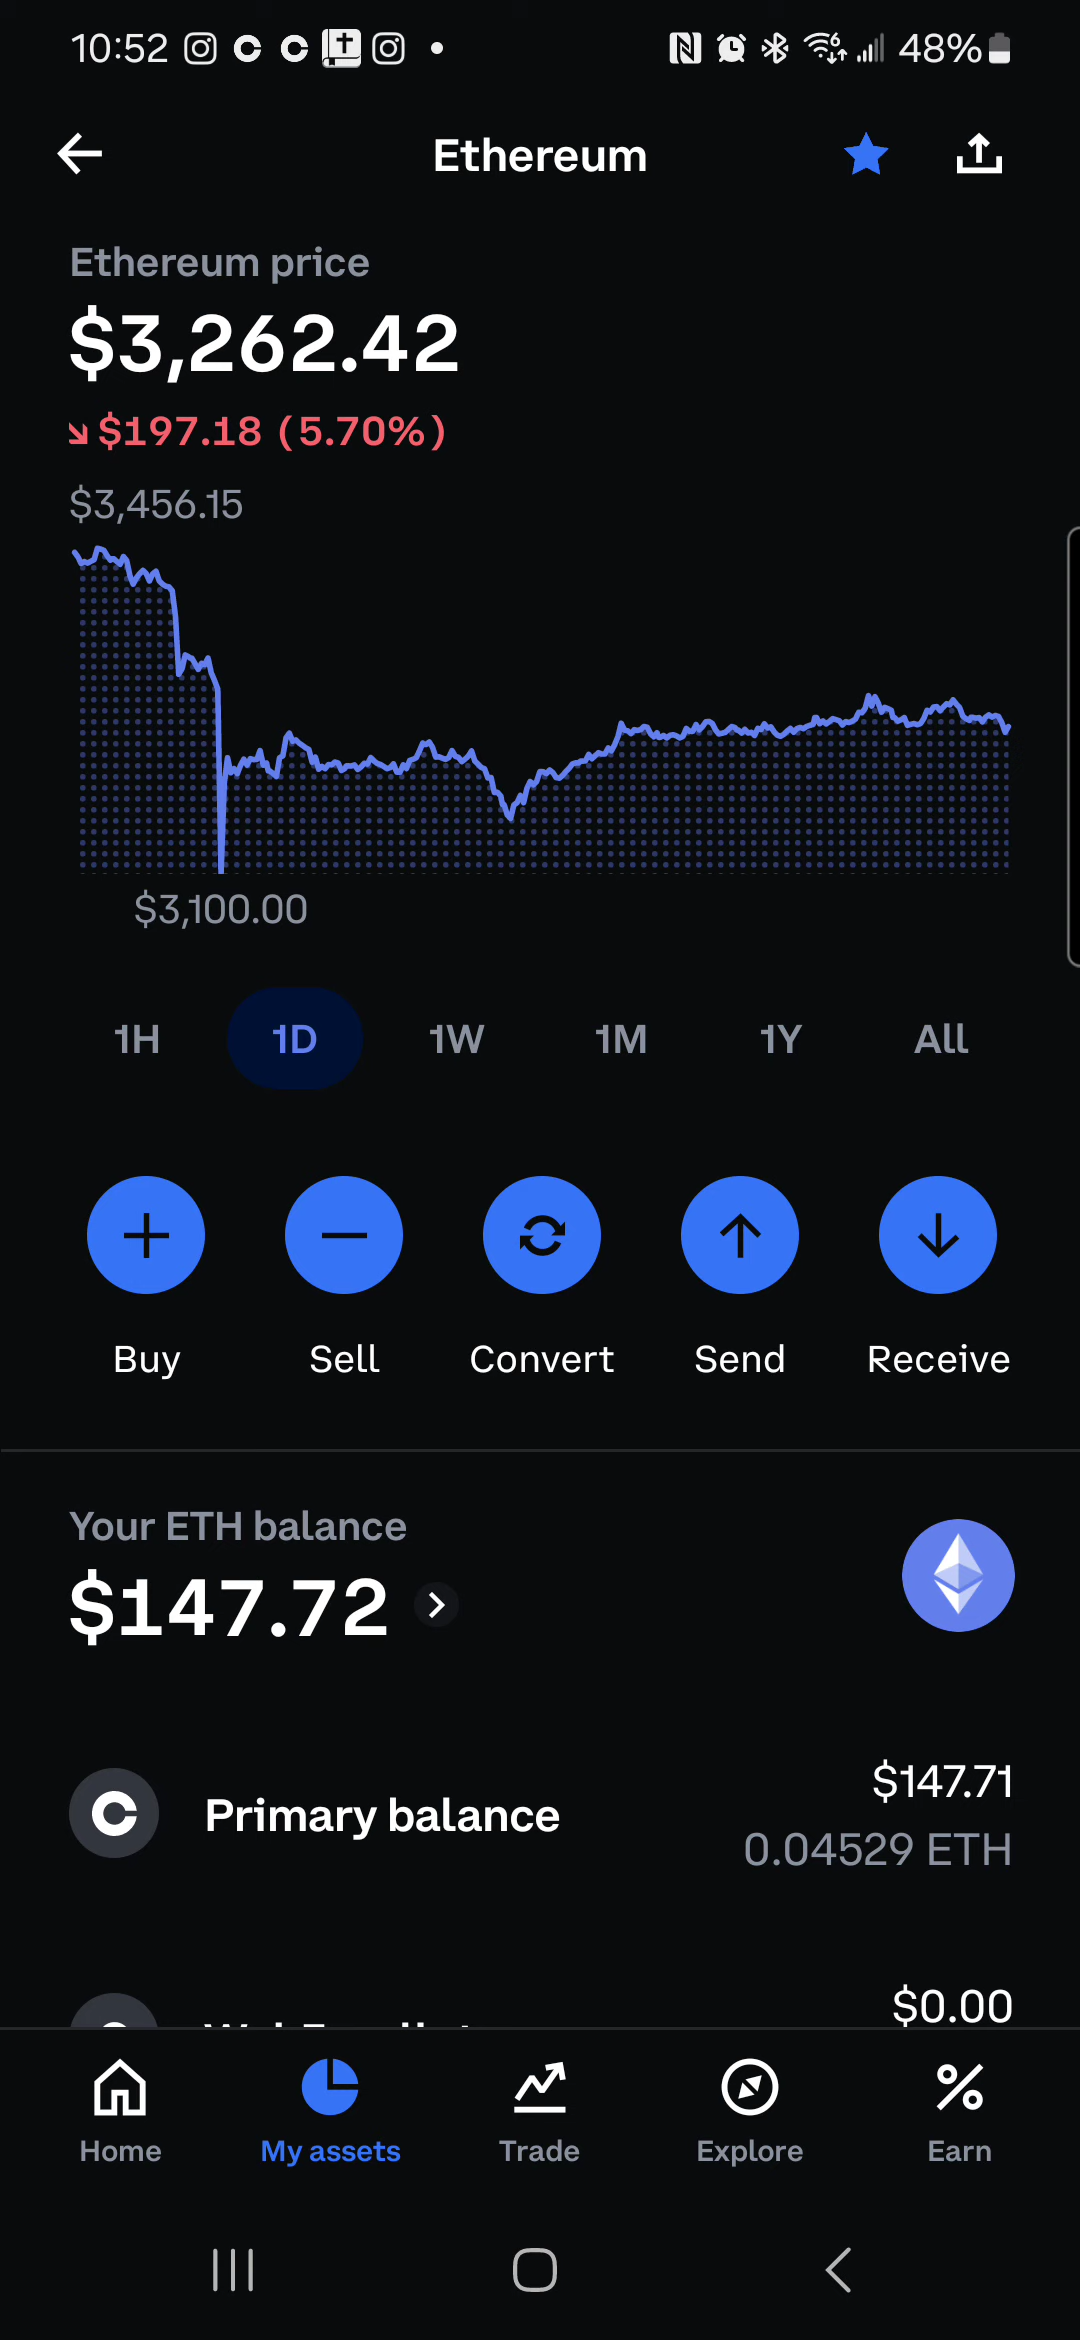 10:52 48%
Ethereum
Ethereum price
$3,262.42
$197.18 (5.70%)
$3,456.15
$3,100.00
1H 1D 1W 1M 1Y All
Buy Sell Convert Send Receive
Your ETH balance
$147.72
Primary balance $147.71
0.04529 ETH
$0.00
Home My assets Trade Explore Earn